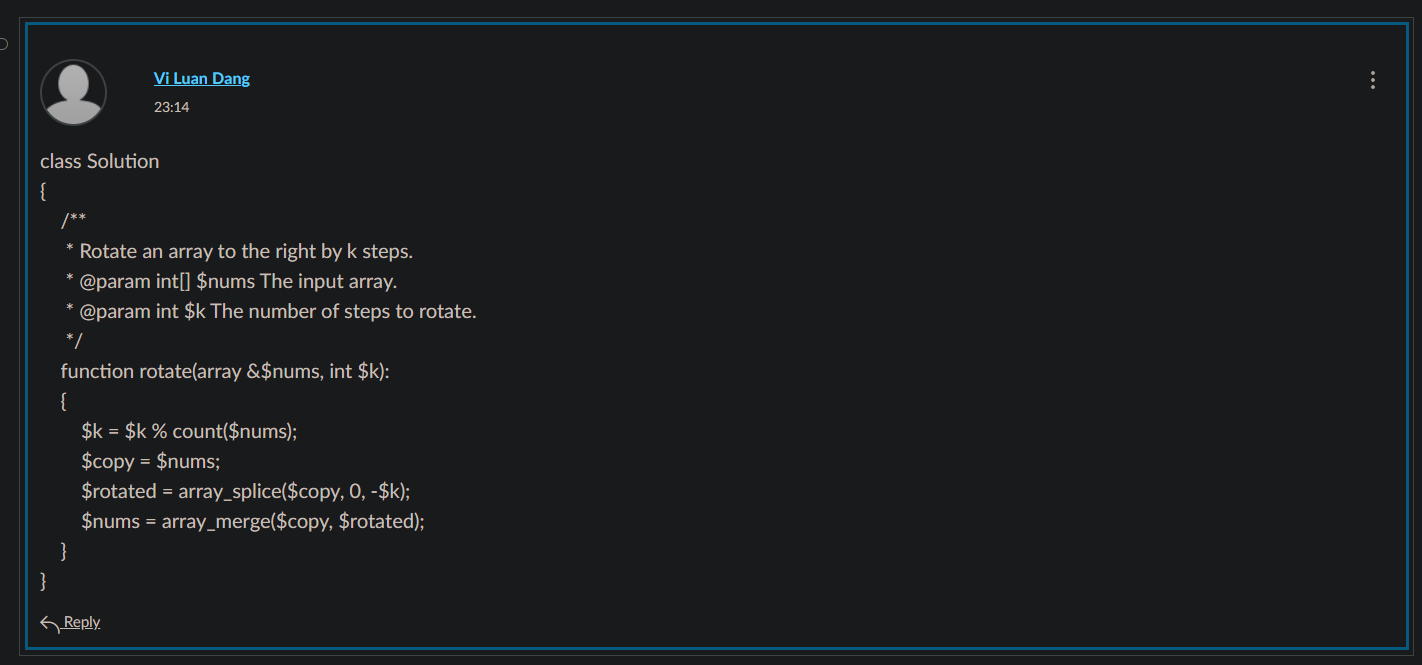 Vi Luan Dang
23:14
class Solution
{
/**
* Rotate an array to the right by k steps.
* @param int[] $nums The input array.
* @param int $k The number of steps to rotate.
*/
function rotate(array &$nums, int $k):
{
$k = $k % count($nums);
$copy = $nums;
$rotated = array_splice($copy, 0, -$k);
$nums = array_merge($copy, $rotated);
}
}
Reply